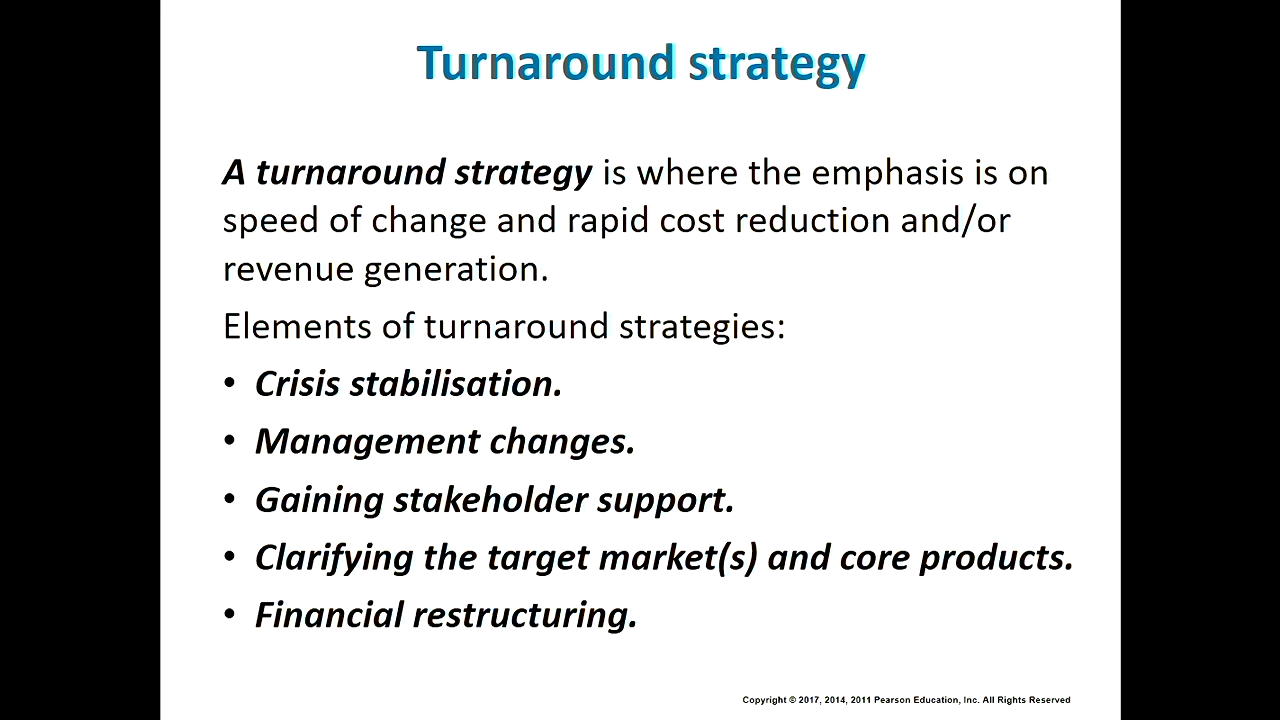 Turnaround strategy
A turnaround strategy is where the emphasis is on
speed of change and rapid cost reduction and/or
revenue generation.
Elements of turnaround strategies:
• Crisis stabilisation.
• Management changes.
• Gaining stakeholder support.
• Clarifying the target market(s) and core products.
• Financial restructuring.
Copyright © 2017, 2014, 2011 Pearson Education, Inc. All Rights Reserved